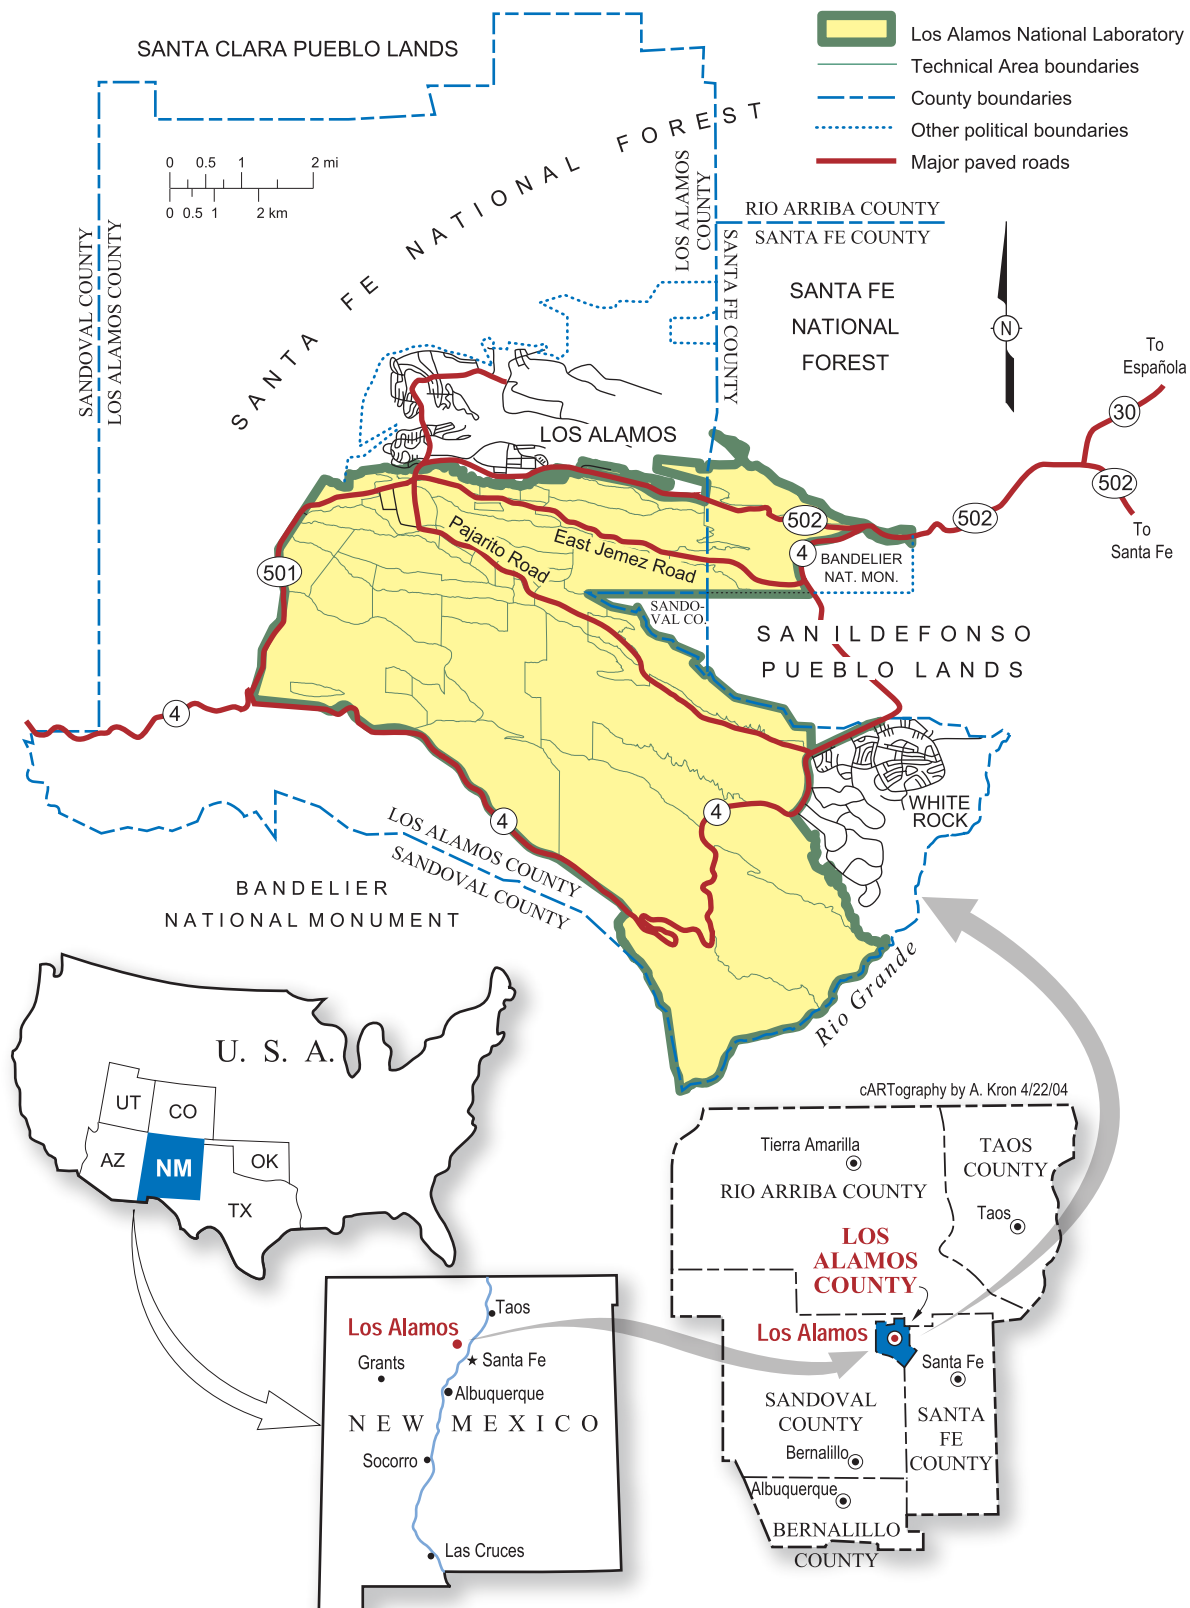 SANTA CLARA PUEBLO LANDS
Los Alamos National Laboratory
Technical Area boundaries
County boundaries
Other political boundaries
Major paved roads
0 0.5 1 2 mi
0 0.5 1 2 km
SANTA FE NATIONAL FOREST
SANDOVAL COUNTY
LOS ALAMOS COUNTY
LOS ALAMOS
COUNTY
SANTA FE COUNTY
RIO ARRIBA COUNTY
SANTA FE COUNTY
SANTA FE
NATIONAL
FOREST
N
To
Española
30
502
To
Santa Fe
LOS ALAMOS
502
502
4
BANDELIER
NAT. MON.
Pajarito Road
East Jemez Road
501
SANDO-
VAL CO.
SAN ILDEFONSO
PUEBLO LANDS
4
WHITE
ROCK
4
4
LOS ALAMOS COUNTY
SANDOVAL COUNTY
BANDELIER
NATIONAL MONUMENT
Rio Grande
cARTography by A. Kron 4/22/04
U. S. A.
UT
CO
AZ
NM
OK
TX
Taos
Los Alamos
Santa Fe
Grants
Albuquerque
NEW MEXICO
Socorro
Las Cruces
Tierra Amarilla
RIO ARRIBA COUNTY
TAOS
COUNTY
Taos
LOS
ALAMOS
COUNTY
Los Alamos
Santa Fe
SANDOVAL
COUNTY
SANTA
FE
COUNTY
Bernalillo
Albuquerque
BERNALILLO
COUNTY